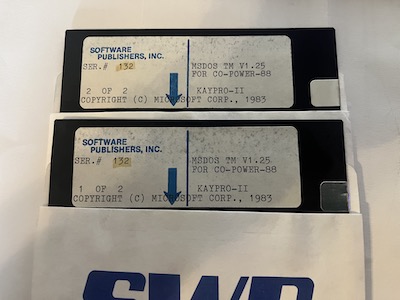 SOFTWARE
PUBLISHERS, INC.
SER.# 132
MSDOS TM V1.25
FOR CO-POWER-88
2 OF 2
KAYPRO-II
COPYRIGHT (C) MICROSOFT CORP., 1983
SOFTWARE
PUBLISHERS, INC.
SER.# 132
MSDOS TM V1.25
FOR CO-POWER-88
1 OF 2
KAYPRO-II
COPYRIGHT (C) MICROSOFT CORP., 1983